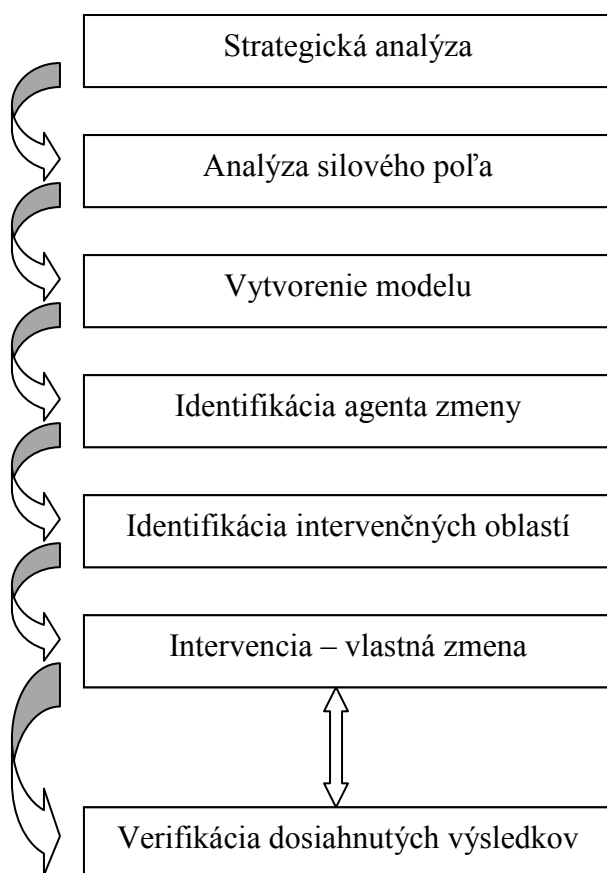 Strategická analýza
Analýza silového poľa
Vytvorenie modelu
Identifikácia agenta zmeny
Identifikácia intervenčných oblastí
Intervencia – vlastná zmena
Verifikácia dosiahnutých výsledkov